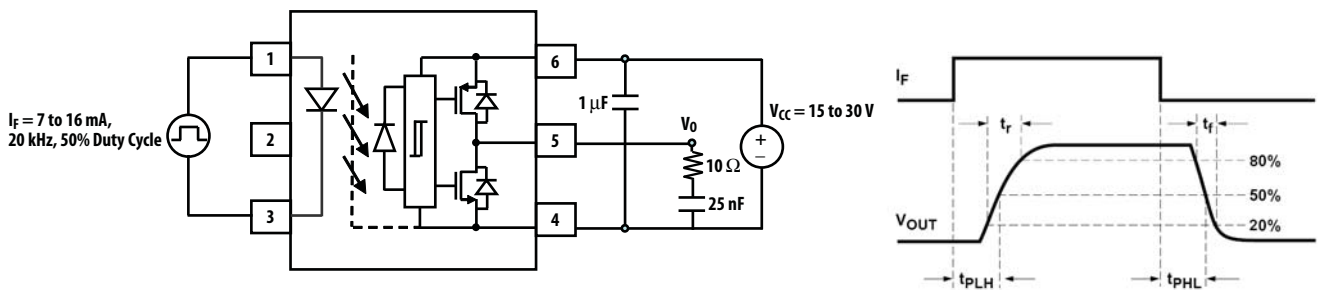 I_F = 7 to 16 mA,
20 kHz, 50% Duty Cycle
1
2
3
6
5
4
1 µF
V_O
10 Ω
25 nF
V_CC = 15 to 30 V
+
−
I_F
t_r
t_f
80%
50%
20%
V_OUT
t_PLH
t_PHL